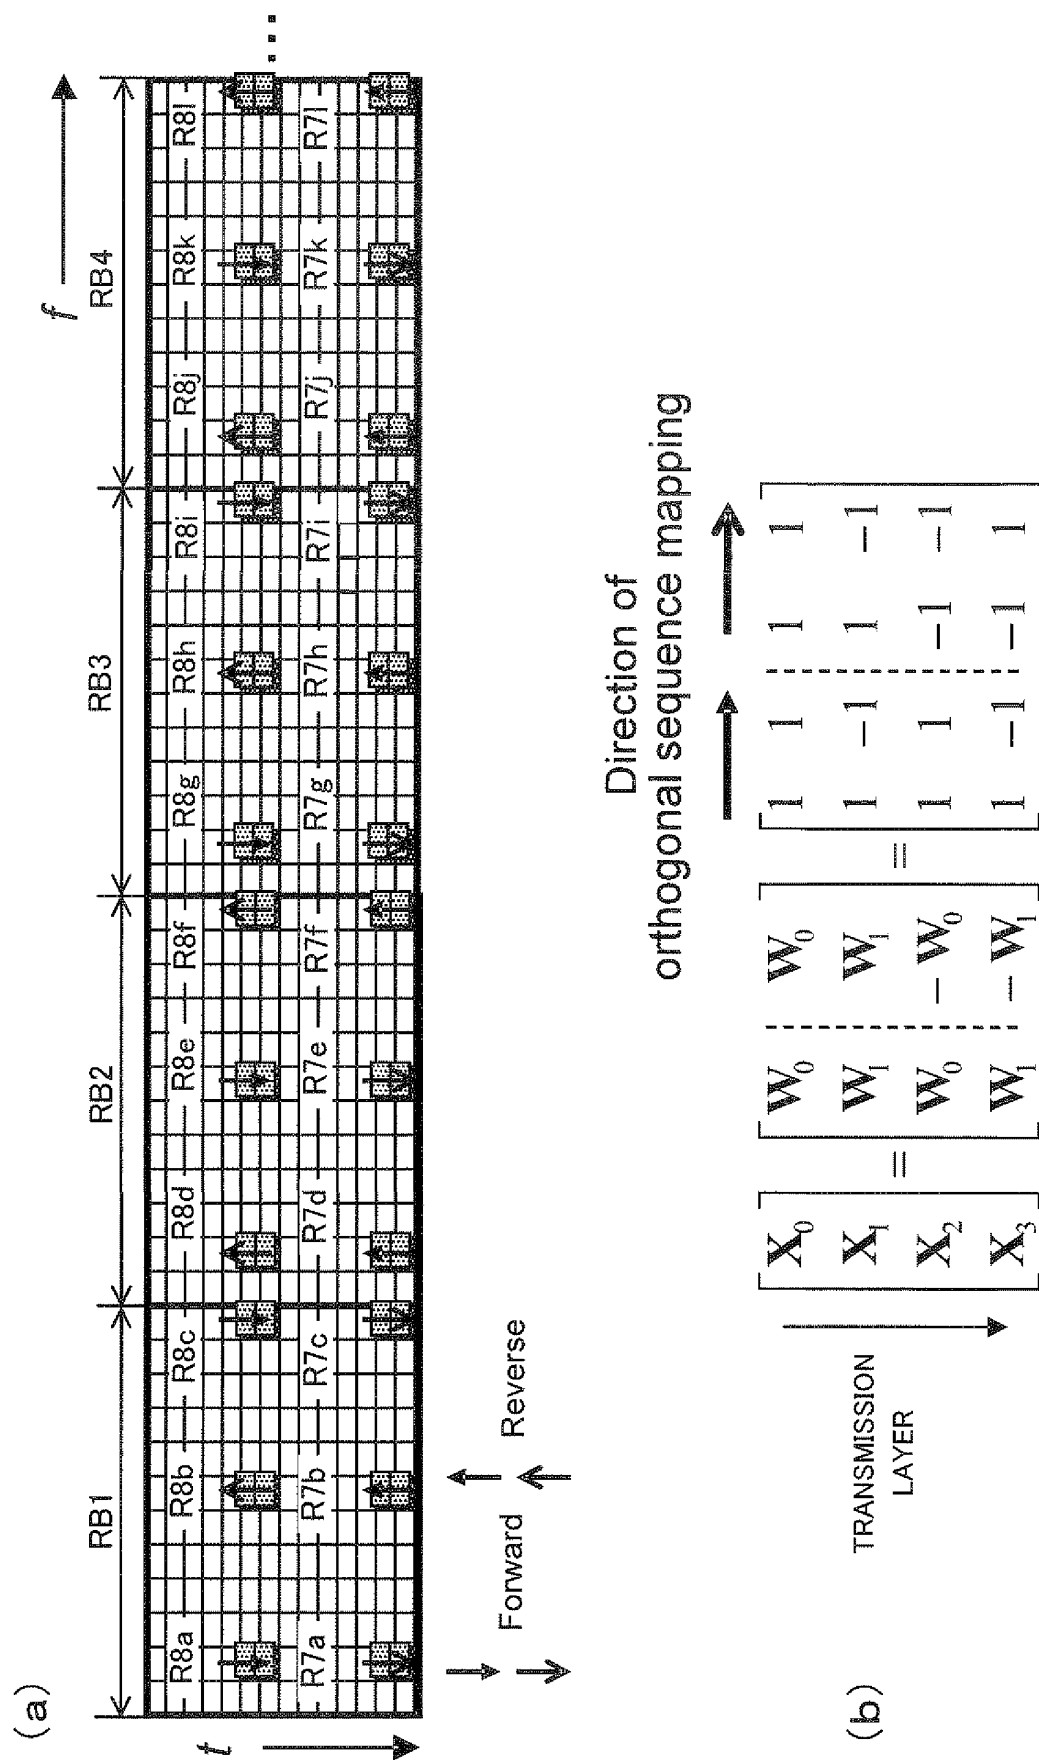 (a)
f
RB1 RB2 RB3 RB4
t
R8a R8b R8c R8d R8e R8f R8g R8h R8i R8j R8k R8l
...
R7a R7b R7c R7d R7e R7f R7g R7h R7i R7j R7k R7l
Forward Reverse
(b)
Direction of
orthogonal sequence mapping
TRANSMISSION
LAYER
X0 = W0 W0 = 1 1 1 1
X1 W1 W1 1 −1 1 −1
X2 W0 −W0 1 1 −1 −1
X3 W1 −W1 1 −1 −1 1